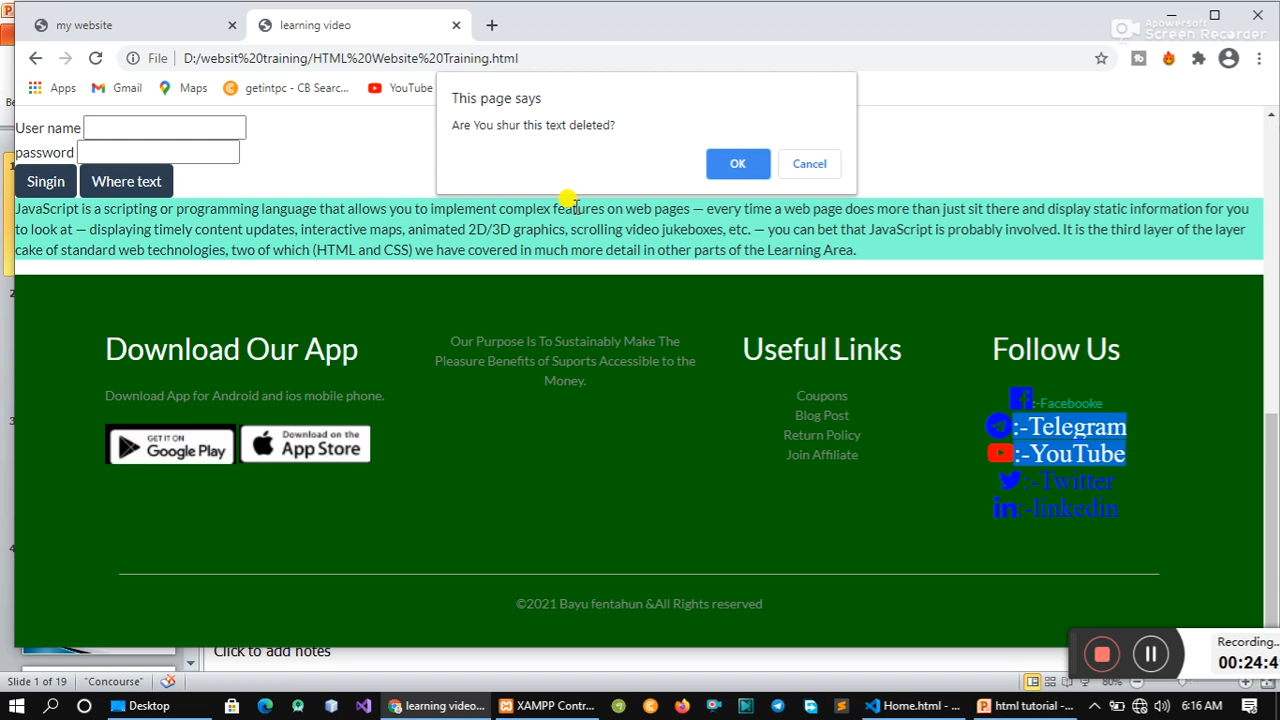 my website
learning video
Apowersoft
Screen Recorder
File D:/websit%20training/HTML%20Website%20Training.html
Apps Gmail Maps getintpc - CB Searc... YouTube
This page says
Are You shur this text deleted?
OK Cancel
User name
password
Singin Where text
JavaScript is a scripting or programming language that allows you to implement complex features on web pages — every time a web page does more than just sit there and display static information for you
to look at — displaying timely content updates, interactive maps, animated 2D/3D graphics, scrolling video jukeboxes, etc. — you can bet that JavaScript is probably involved. It is the third layer of the layer
cake of standard web technologies, two of which (HTML and CSS) we have covered in much more detail in other parts of the Learning Area.
Download Our App
Download App for Android and ios mobile phone.
GET IT ON
Google Play
Download on the
App Store
Our Purpose Is To Sustainably Make The
Pleasure Benefits of Suports Accessible to the
Money.
Useful Links
Coupons
Blog Post
Return Policy
Join Affiliate
Follow Us
:-Facebooke
:-Telegram
:-YouTube
:-Twitter
:-linkedin
©2021 Bayu fentahun &All Rights reserved
Click to add notes
Recording...
00:24:4
Slide 1 of 19 "Concourse" 80%
Desktop learning video... XAMPP Contr... Home.html - ... html tutorial -... 6:16 AM